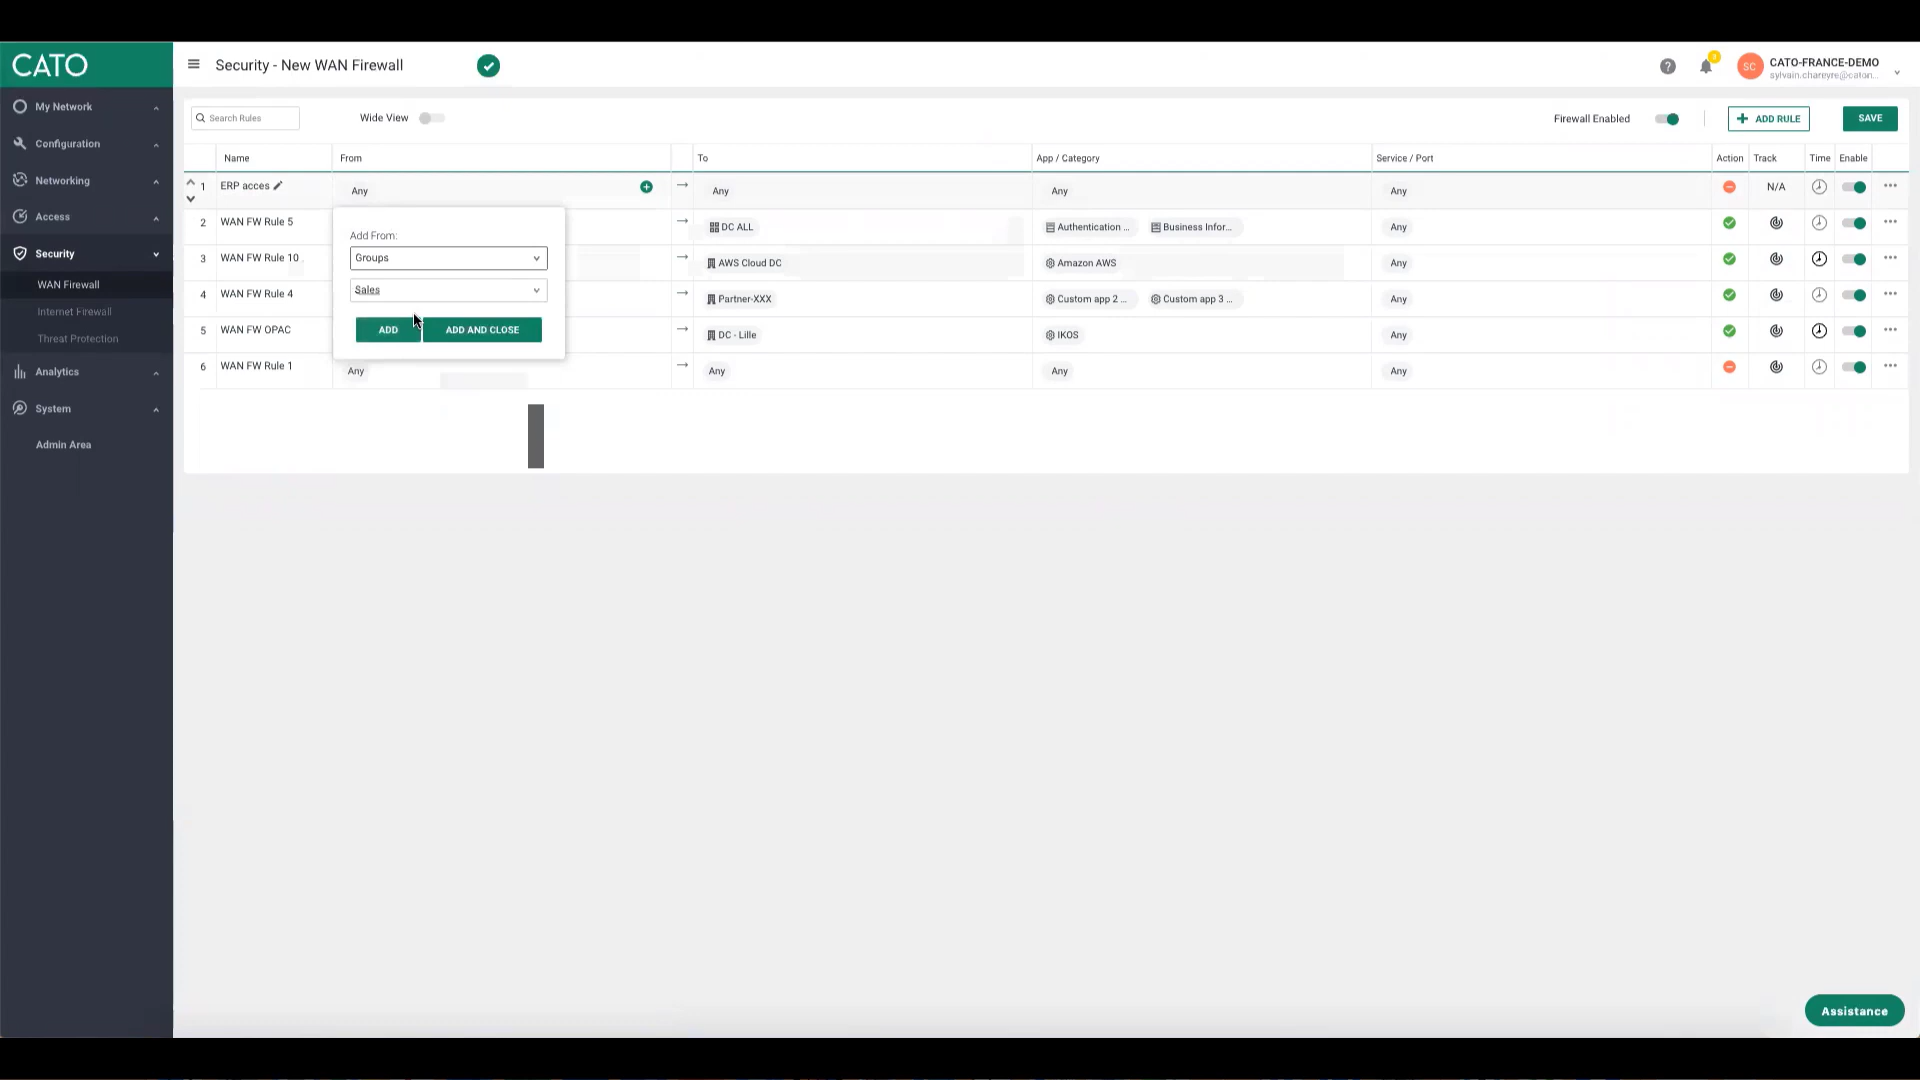 CATO
Security - New WAN Firewall
2
SC
CATO-FRANCE-DEMO
sylvain.chareyre@caton...
My Network
Configuration
Networking
Access
Security
WAN Firewall
Internet Firewall
Threat Protection
Analytics
System
Admin Area
Search Rules
Wide View
Firewall Enabled
ADD RULE
SAVE
Name From To App / Category Service / Port Action Track Time Enable
1 ERP acces Any Any Any Any N/A
2 WAN FW Rule 5 DC ALL Authentication ... Business Infor... Any
3 WAN FW Rule 10 AWS Cloud DC Amazon AWS Any
4 WAN FW Rule 4 Partner-XXX Custom app 2 ... Custom app 3 ... Any
5 WAN FW OPAC DC - Lille IKOS Any
6 WAN FW Rule 1 Any Any Any Any
Add From:
Groups
Sales
ADD ADD AND CLOSE
Assistance